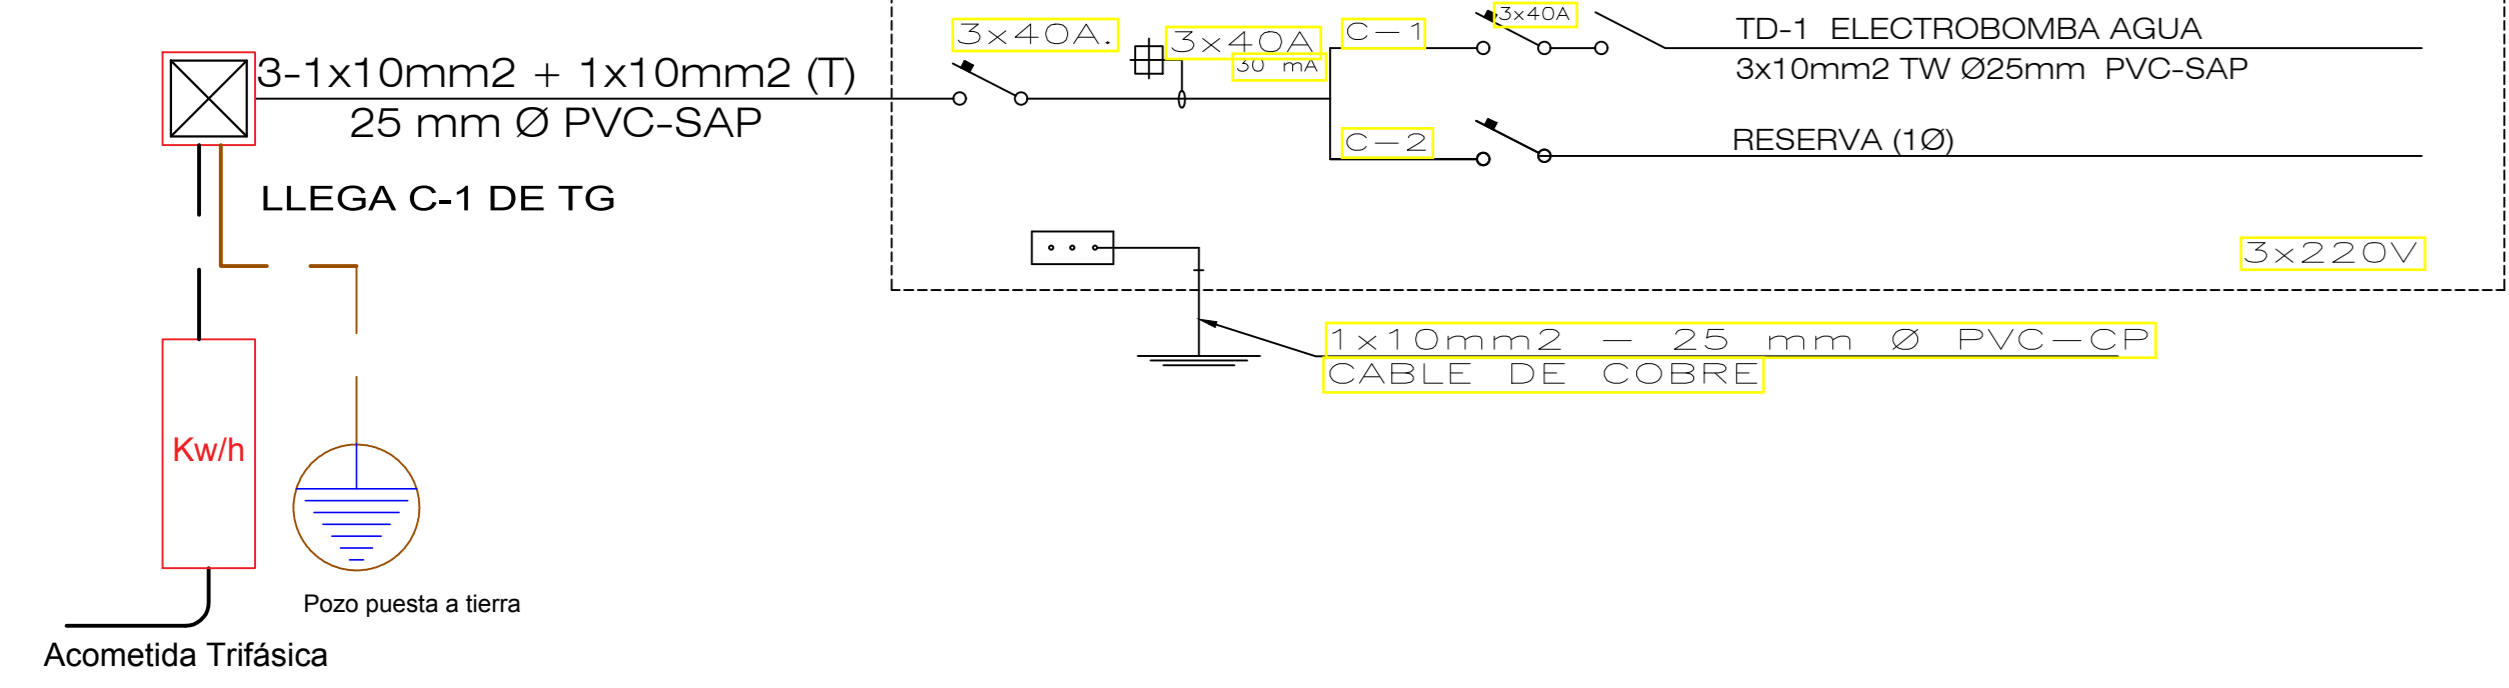 3x40A.
3x40A
30 mA
C-1
3x40A
TD-1 ELECTROBOMBA AGUA
3x10mm2 TW Ø25mm PVC-SAP
3-1x10mm2 + 1x10mm2 (T)
25 mm Ø PVC-SAP
C-2
RESERVA (1Ø)
LLEGA C-1 DE TG
3x220V
1x10mm2 - 25 mm Ø PVC-CP
CABLE DE COBRE
Kw/h
Pozo puesta a tierra
Acometida Trifásica